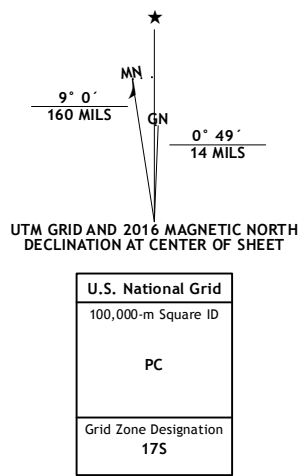 ★
MN
9° 0´
160 MILS
GN
0° 49´
14 MILS
UTM GRID AND 2016 MAGNETIC NORTH
DECLINATION AT CENTER OF SHEET
U.S. National Grid
100,000-m Square ID
PC
Grid Zone Designation
17S